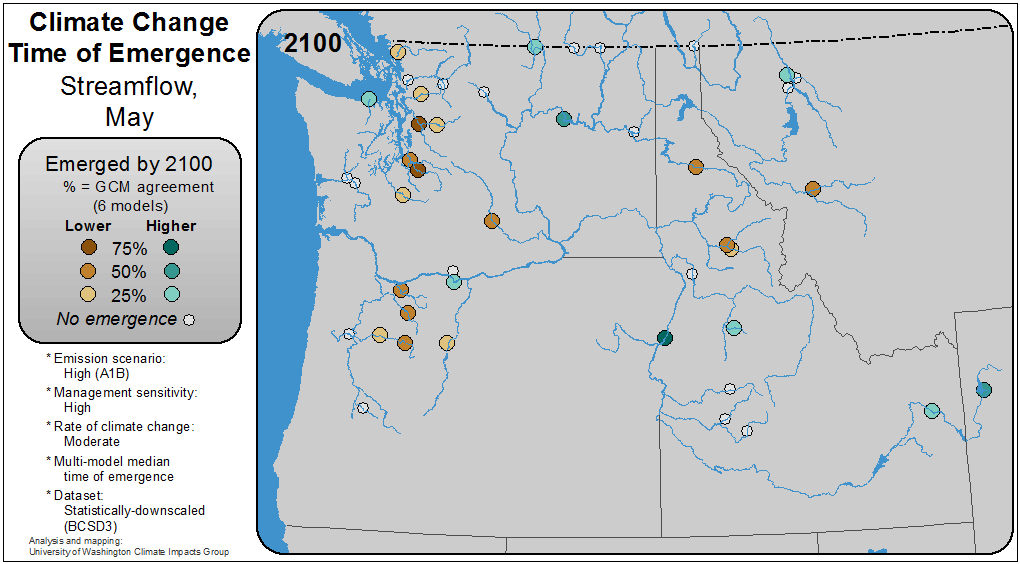 Climate Change
Time of Emergence
Streamflow,
May
2100
Emerged by 2100
% = GCM agreement
(6 models)
Lower Higher
75%
50%
25%
No emergence
* Emission scenario:
High (A1B)
* Management sensitivity:
High
* Rate of climate change:
Moderate
* Multi-model median
time of emergence
* Dataset:
Statistically-downscaled
(BCSD3)
Analysis and mapping:
University of Washington Climate Impacts Group